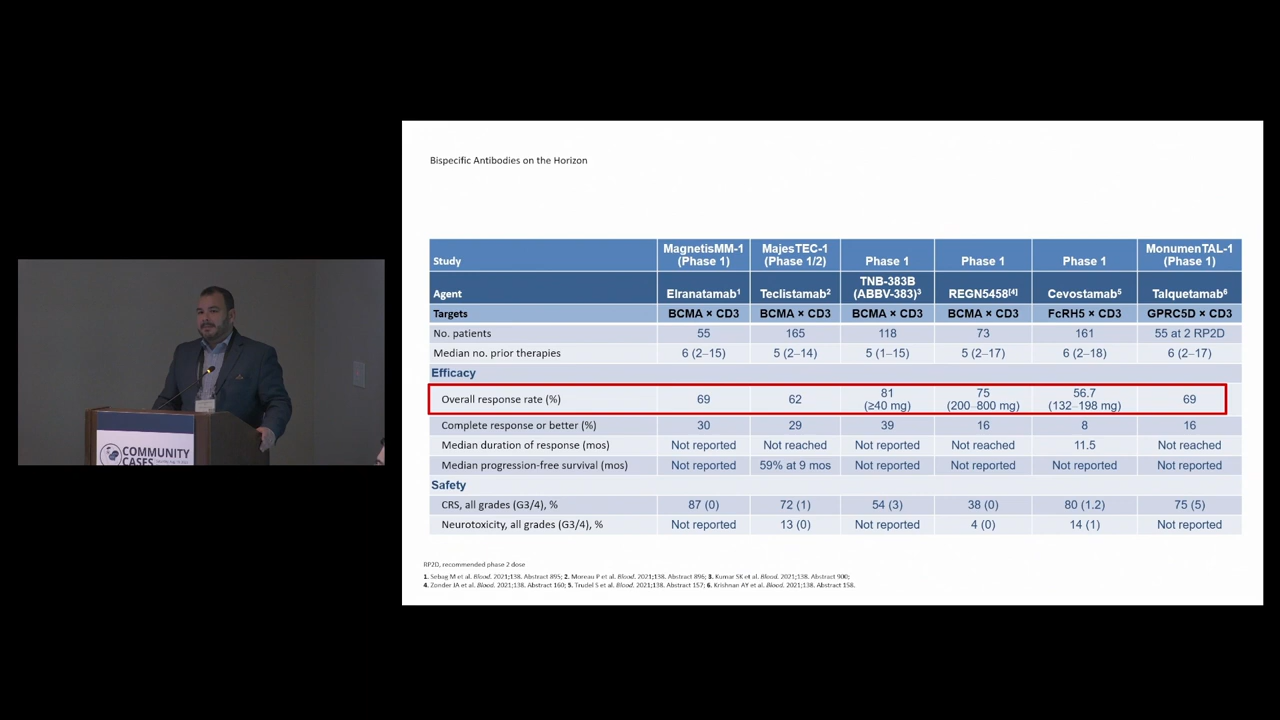 Bispecific Antibodies on the Horizon
Study MagnetisMM-1 (Phase 1) MajesTEC-1 (Phase 1/2) Phase 1 Phase 1 Phase 1 MonumenTAL-1 (Phase 1)
Agent Elranatamab1 Teclistamab2 TNB-383B (ABBV-383)3 REGN5458[4] Cevostamab5 Talquetamab6
Targets BCMA × CD3 BCMA × CD3 BCMA × CD3 BCMA × CD3 FcRH5 × CD3 GPRC5D × CD3
No. patients 55 165 118 73 161 55 at 2 RP2D
Median no. prior therapies 6 (2–15) 5 (2–14) 5 (1–15) 5 (2–17) 6 (2–18) 6 (2–17)
Efficacy
Overall response rate (%) 69 62 81 (≥40 mg) 75 (200–800 mg) 56.7 (132–198 mg) 69
Complete response or better (%) 30 29 39 16 8 16
Median duration of response (mos) Not reported Not reached Not reported Not reached 11.5 Not reached
Median progression-free survival (mos) Not reported 59% at 9 mos Not reported Not reported Not reported Not reported
Safety
CRS, all grades (G3/4), % 87 (0) 72 (1) 54 (3) 38 (0) 80 (1.2) 75 (5)
Neurotoxicity, all grades (G3/4), % Not reported 13 (0) Not reported 4 (0) 14 (1) Not reported
RP2D, recommended phase 2 dose
1. Sebag M et al. Blood. 2021;138. Abstract 895; 2. Moreau P et al. Blood. 2021;138. Abstract 896; 3. Kumar SK et al. Blood. 2021;138. Abstract 900;
4. Zonder JA et al. Blood. 2021;138. Abstract 160; 5. Trudel S et al. Blood. 2021;138. Abstract 157; 6. Krishnan AY et al. Blood. 2021;138. Abstract 158.
COMMUNITY
CASES